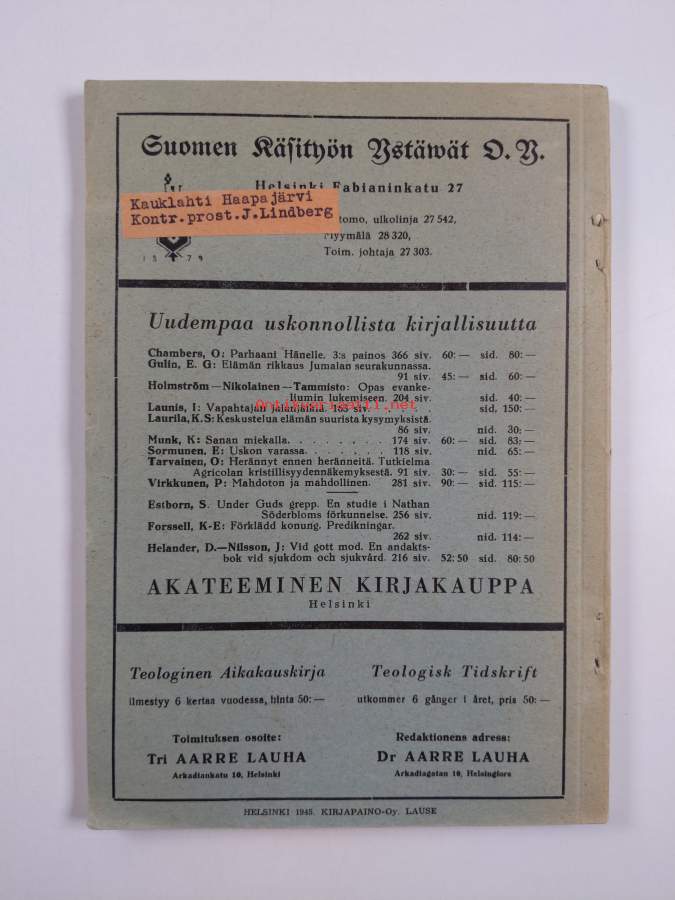 Suomen Käsityön Ystäwät O.Y.
Helsinki Fabianinkatu 27
Kauklahti Haapajärvi
Kontr.prost.J.Lindberg
tomo, ulkolinja 27 542,
Myymälä 28 320,
Toim. johtaja 27 303.
1879
Uudempaa uskonnollista kirjallisuutta
Chambers, O: Parhaani Hänelle. 3:s painos 366 siv. 60: — sid. 80: —
Gulin, E. G: Elämän rikkaus Jumalan seurakunnassa.
91 siv. 45: — sid. 60: —
Holmström—Nikolainen—Tammisto: Opas evanke-
liumin lukemiseen. 204 siv. sid. 40: —
Launis, I: Vapahtajan jalanjälkiä. 165 siv. . . . sid. 150: —
Laurila, K.S: Keskustelua elämän suurista kysymyksistä.
86 siv. nid. 30: —
Munk, K: Sanan miekalla. . . . . . . . 174 siv. 60: — sid. 83: —
Sormunen, E: Uskon varassa. . . . . . . 118 siv. nid. 65: —
Tarvainen, O: Herännyt ennen heränneitä. Tutkielma
Agricolan kristillisyydennäkemyksestä. 91 siv. 30: — sid. 55: —
Virkkunen, P: Mahdoton ja mahdollinen. 281 siv. 90: — sid. 115: —
Estborn, S. Under Guds grepp. En studie i Nathan
Söderbloms förkunnelse. 256 siv. nid. 119: —
Forssell, K-E: Förklädd konung. Predikningar.
262 siv. nid. 114: —
Helander, D.—Nilsson, J: Vid gott mod. En andakts-
bok vid sjukdom och sjukvård. 216 siv. 52:50 sid. 80:50
AKATEEMINEN KIRJAKAUPPA
Helsinki
Teologinen Aikakauskirja
ilmestyy 6 kertaa vuodessa, hinta 50: —
Toimituksen osoite:
Tri AARRE LAUHA
Arkadiankatu 10, Helsinki
Teologisk Tidskrift
utkommer 6 gånger i året, pris 50: —
Redaktionens adress:
Dr AARRE LAUHA
Arkadiagatan 10, Helsingfors
HELSINKI 1945. KIRJAPAINO-Oy. LAUSE